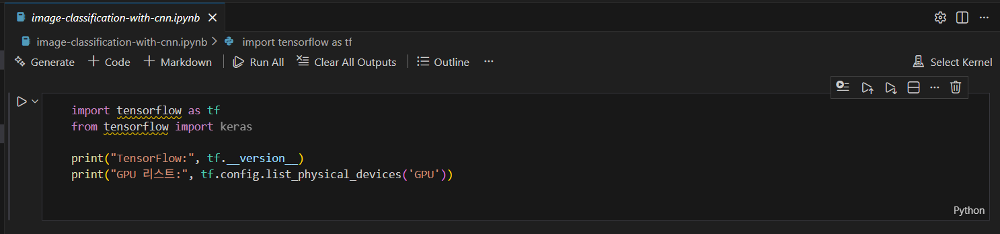 image-classification-with-cnn.ipynb
image-classification-with-cnn.ipynb > import tensorflow as tf
Generate + Code + Markdown Run All Clear All Outputs Outline ... Select Kernel
import tensorflow as tf
from tensorflow import keras
print("TensorFlow:", tf.__version__)
print("GPU 리스트:", tf.config.list_physical_devices('GPU'))
Python